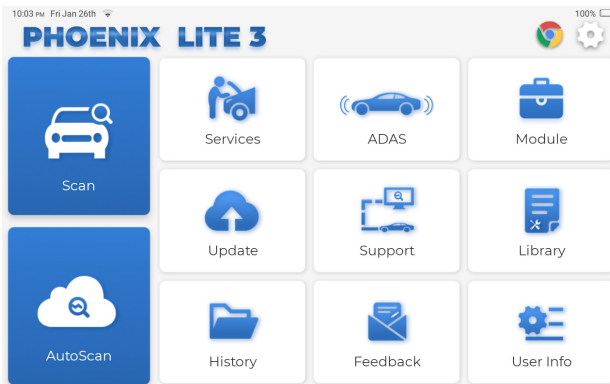 10:03 PM Fri Jan 26th
100%
PHOENIX LITE 3
Scan
Services
ADAS
Module
Update
Support
Library
AutoScan
History
Feedback
User Info